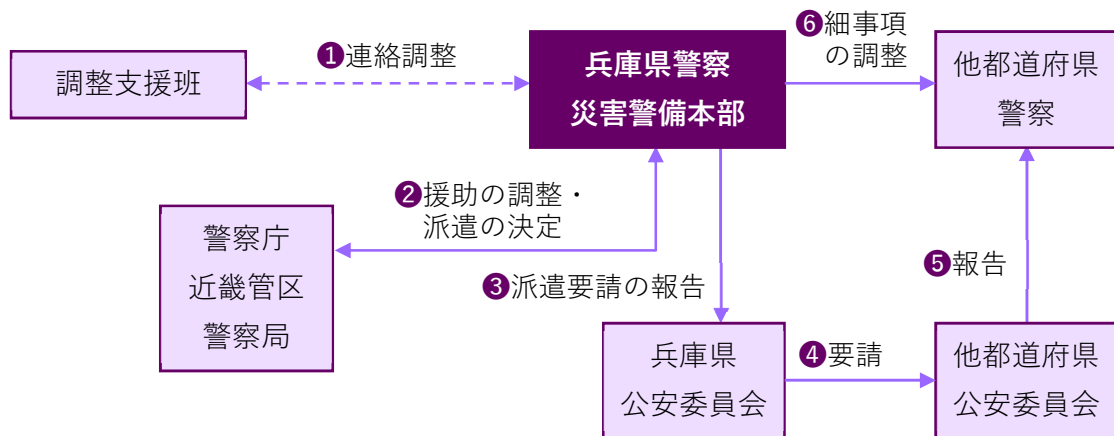 ❶連絡調整
調整支援班
兵庫県警察
災害警備本部
❻細事項
の調整
他都道府県
警察
❷援助の調整・
派遣の決定
警察庁
近畿管区
警察局
❸派遣要請の報告
❺報告
兵庫県
公安委員会
❹要請
他都道府県
公安委員会